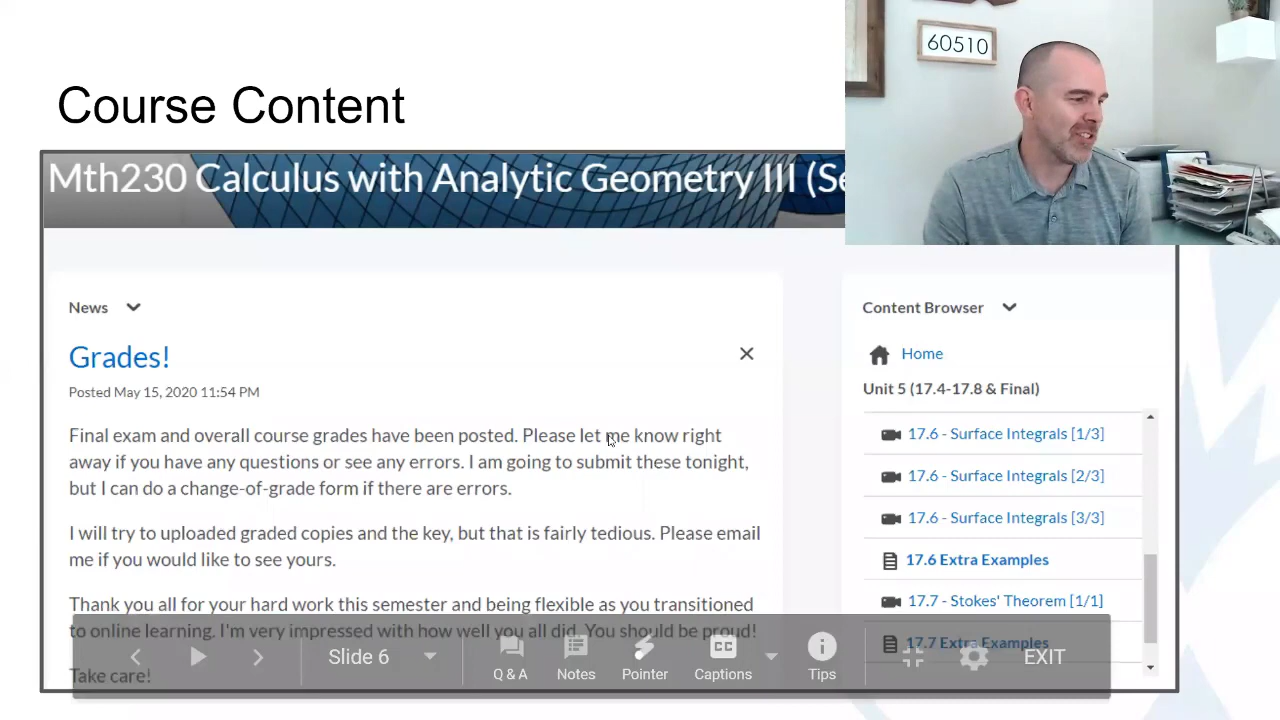 60510
Course Content
Mth230 Calculus with Analytic Geometry III (Se
News
Grades!
Posted May 15, 2020 11:54 PM
Final exam and overall course grades have been posted. Please let me know right
away if you have any questions or see any errors. I am going to submit these tonight,
but I can do a change-of-grade form if there are errors.
I will try to uploaded graded copies and the key, but that is fairly tedious. Please email
me if you would like to see yours.
Thank you all for your hard work this semester and being flexible as you transitioned
to online learning. I'm very impressed with how well you all did. You should be proud!
Take care!
Content Browser
Home
Unit 5 (17.4-17.8 & Final)
17.6 - Surface Integrals [1/3]
17.6 - Surface Integrals [2/3]
17.6 - Surface Integrals [3/3]
17.6 Extra Examples
17.7 - Stokes' Theorem [1/1]
17.7 Extra Examples
Slide 6
Q & A
Notes
Pointer
CC
Captions
Tips
EXIT